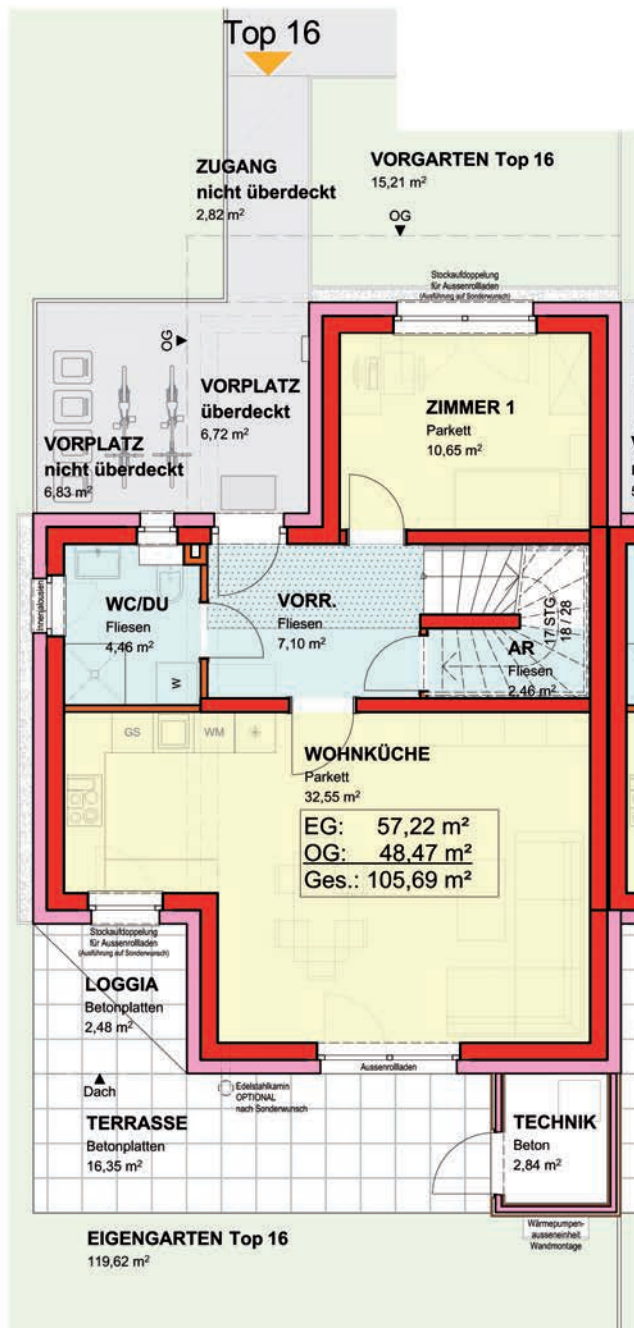 Top 16
ZUGANG
nicht überdeckt
2,82 m²
VORGARTEN Top 16
15,21 m²
OG
Stockaufdoppelung
für Aussenrollladen
(Ausführung auf Sonderwunsch)
OG
VORPLATZ
überdeckt
6,72 m²
ZIMMER 1
Parkett
10,65 m²
VORPLATZ
nicht überdeckt
6,83 m²
Innenjalousien
WC/DU
Fliesen
4,46 m²
W
VORR.
Fliesen
7,10 m²
17 STG
18 / 28
AR
Fliesen
2,46 m²
GS
WM
WOHNKÜCHE
Parkett
32,55 m²
EG: 57,22 m²
OG: 48,47 m²
Ges.: 105,69 m²
Stockaufdoppelung
für Aussenrollladen
(Ausführung auf Sonderwunsch)
LOGGIA
Betonplatten
2,48 m²
Aussenrollladen
Dach
Edelstahlkamin
OPTIONAL
nach Sonderwunsch
TERRASSE
Betonplatten
16,35 m²
TECHNIK
Beton
2,84 m²
Wärmepumpen-
ausseneinheit
Wandmontage
EIGENGARTEN Top 16
119,62 m²